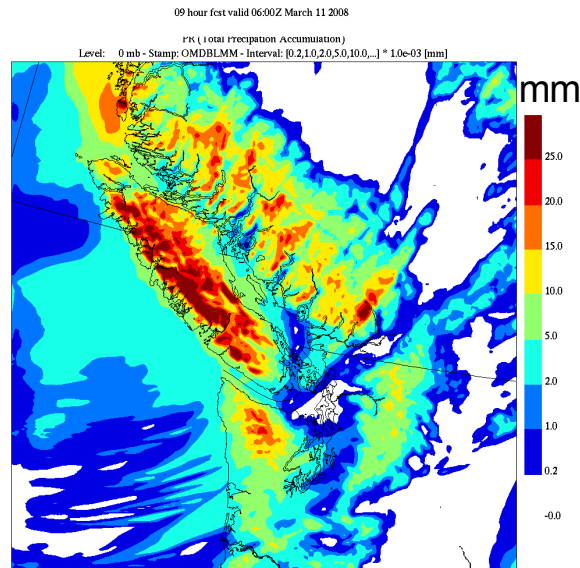 09 hour fcst valid 06:00Z March 11 2008
PR ( Total Precipation Accumulation)
Level: 0 mb - Stamp: OMDBLMM - Interval: [0.2,1.0,2.0,5.0,10.0,...] * 1.0e-03 [mm]
mm
25.0
20.0
15.0
10.0
5.0
2.0
1.0
0.2
-0.0